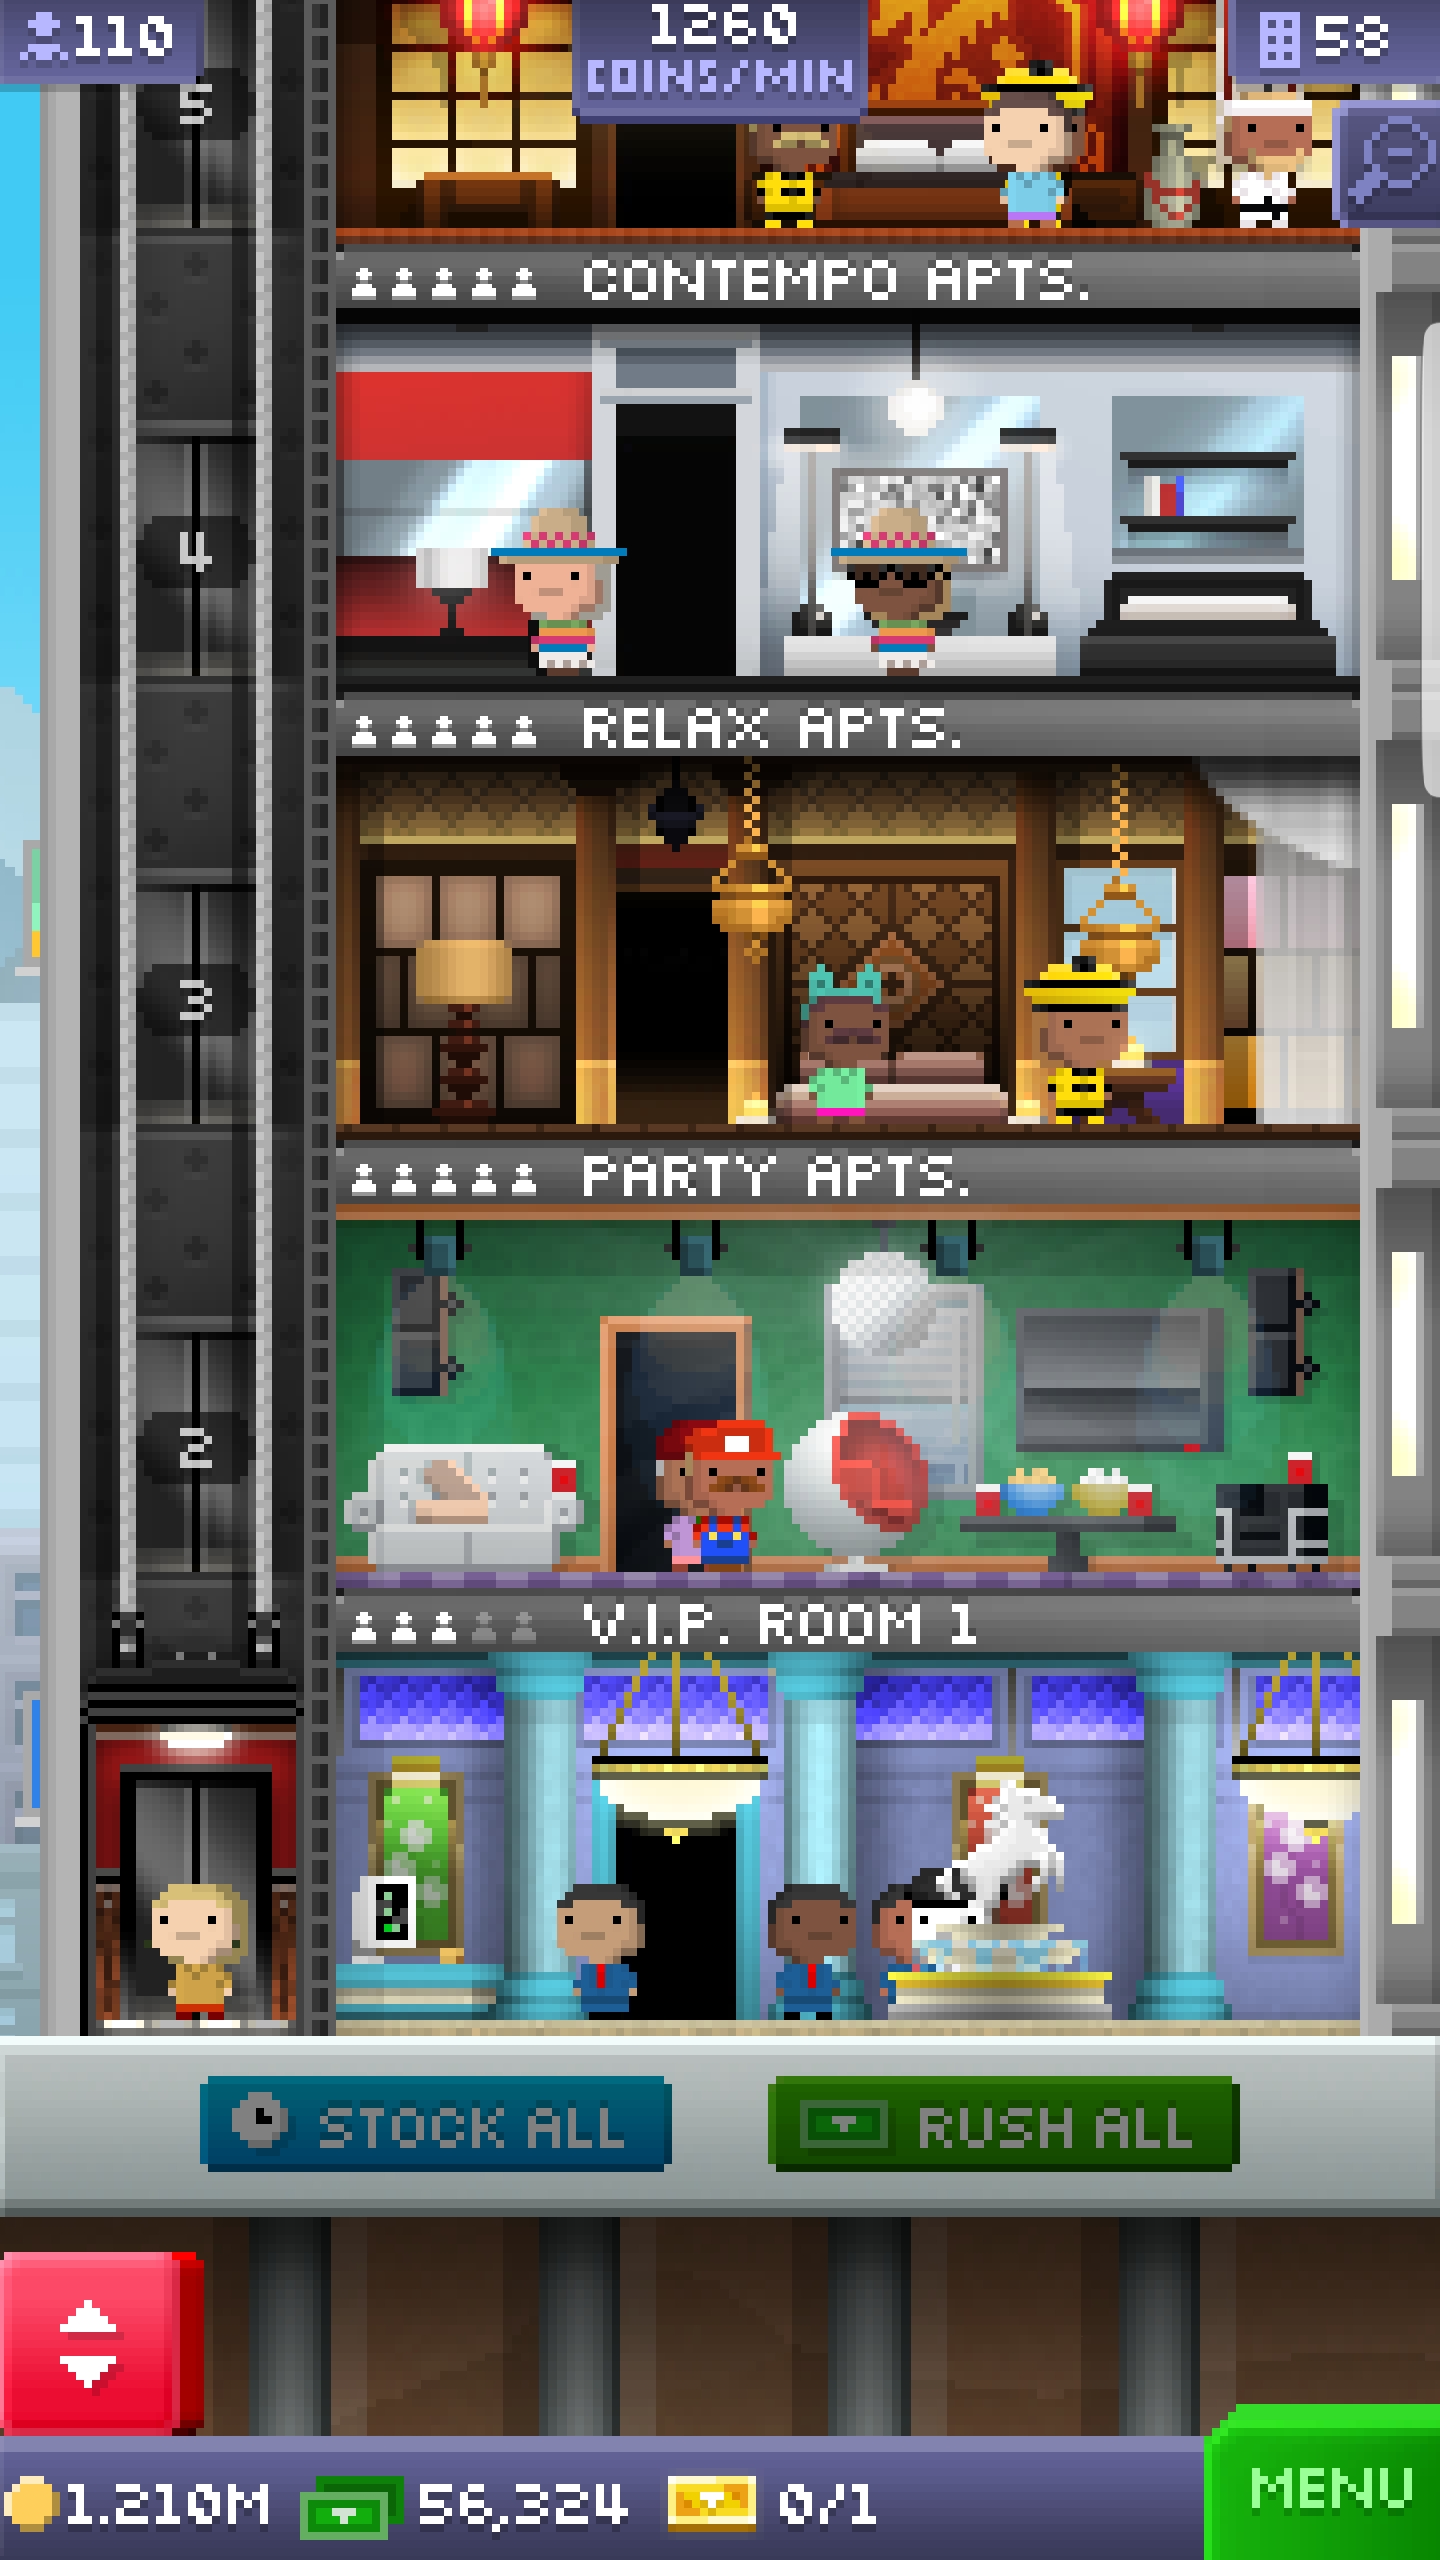 110
1260
COINS/MIN
58
5
CONTEMPO APTS.
4
RELAX APTS.
3
PARTY APTS.
2
V.I.P. ROOM 1
STOCK ALL
RUSH ALL
1.210M
56,324
0/1
MENU